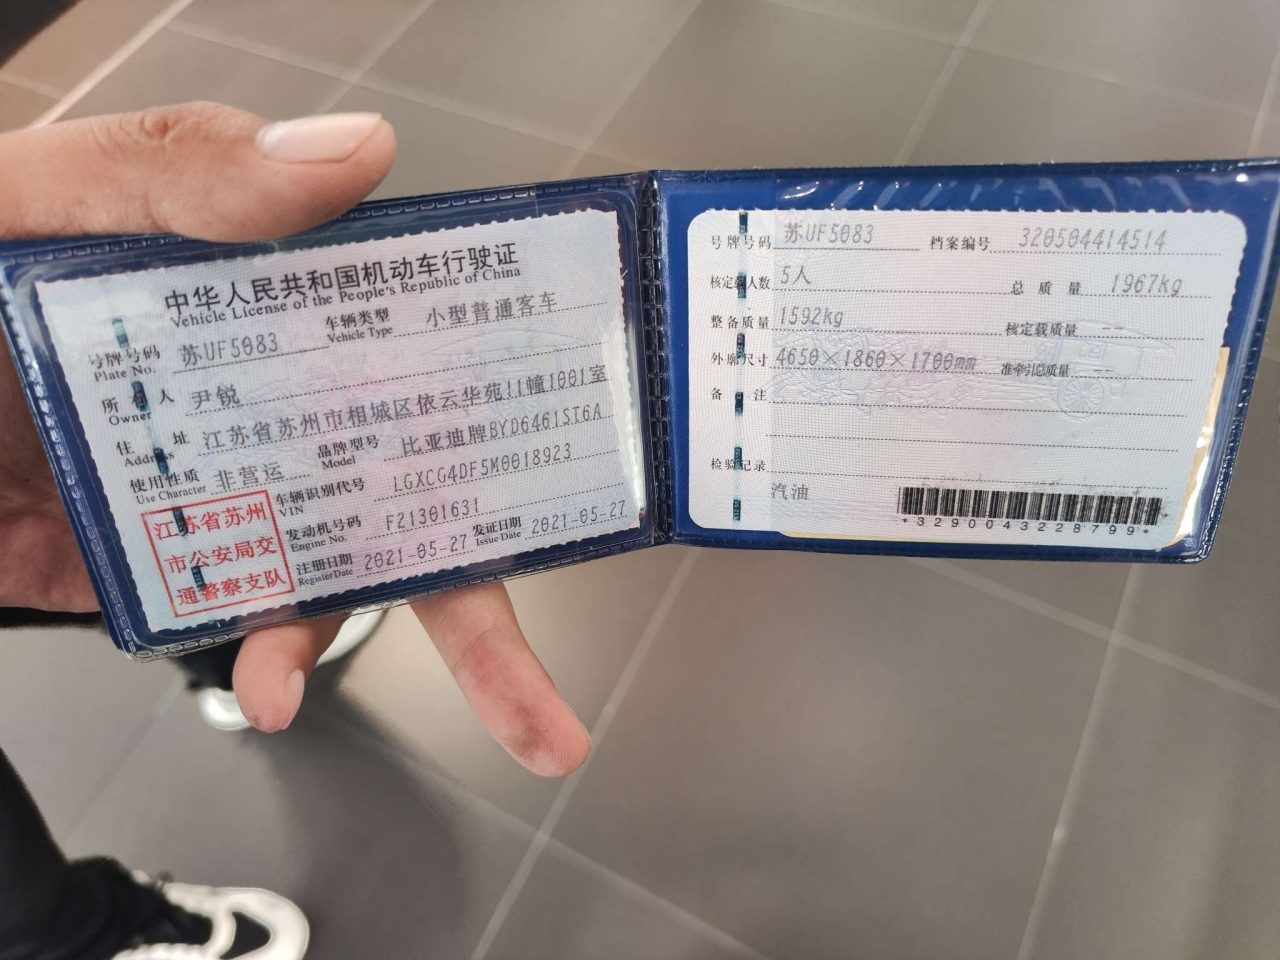 中华人民共和国机动车行驶证
Vehicle License of the People's Republic of China
号牌号码 苏UF5083 车辆类型 小型普通客车
Plate No. Vehicle Type
所有人 尹锐
Owner
住址 江苏省苏州市相城区依云华苑11幢1001室
Address
使用性质 非营运 品牌型号 比亚迪牌BYD6461ST6A
Use Character Model
车辆识别代号 LGXCG4DF5M0018923
VIN
发动机号码 F21301631
Engine No.
注册日期 2021-05-27 发证日期 2021-05-27
Register Date Issue Date
江苏省苏州
市公安局交
通警察支队
号牌号码 苏UF5083 档案编号 320504414514
核定载人数 5人 总质量 1967kg
整备质量 1592kg 核定载质量
外廓尺寸 4650×1860×1700mm 准牵引总质量 --
备注
检验记录
汽油
*3290043228799*